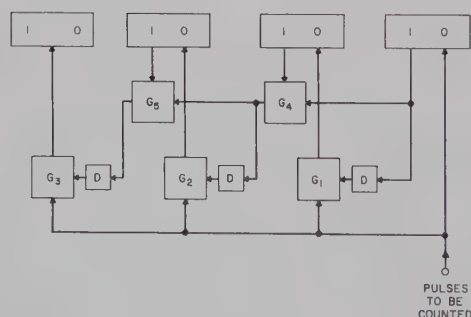 1 0 1 0 1 0 1 0
G5 G4
G3 D G2 D G1 D
PULSES
TO BE
COUNTED